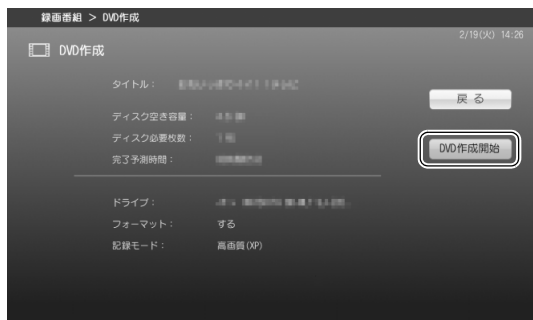 録画番組 > DVD作成
2/19(火) 14:26
DVD作成
タイトル：
戻る
ディスク空き容量：
ディスク必要枚数：
DVD作成開始
完了予測時間：
ドライブ：
フォーマット： する
記録モード： 高画質(XP)